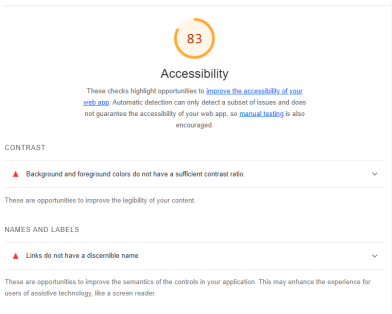 83
Accessibility
These checks highlight opportunities to improve the accessibility of your
web app. Automatic detection can only detect a subset of issues and does
not guarantee the accessibility of your web app, so manual testing is also
encouraged.
CONTRAST
Background and foreground colors do not have a sufficient contrast ratio.
These are opportunities to improve the legibility of your content.
NAMES AND LABELS
Links do not have a discernible name
These are opportunities to improve the semantics of the controls in your application. This may enhance the experience for
users of assistive technology, like a screen reader.